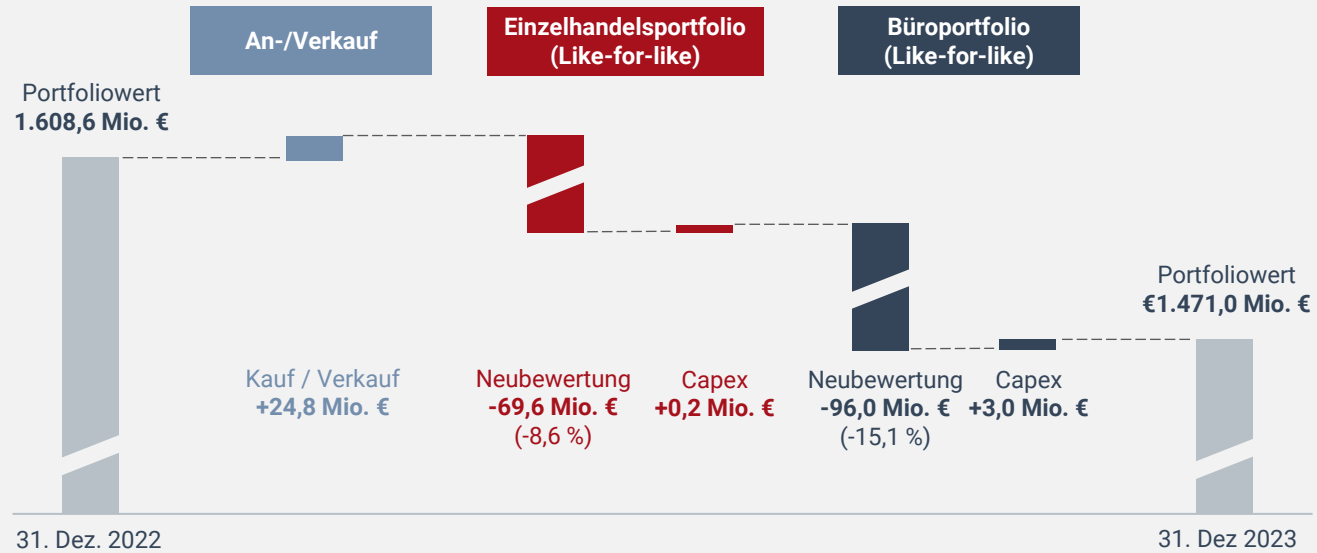 An-/Verkauf
Einzelhandelsportfolio
(Like-for-like)
Büroportfolio
(Like-for-like)
Portfoliowert
1.608,6 Mio. €
Portfoliowert
€1.471,0 Mio. €
Kauf / Verkauf
+24,8 Mio. €
Neubewertung
-69,6 Mio. €
(-8,6 %)
Capex
+0,2 Mio. €
Neubewertung
-96,0 Mio. €
(-15,1 %)
Capex
+3,0 Mio. €
31. Dez. 2022
31. Dez 2023